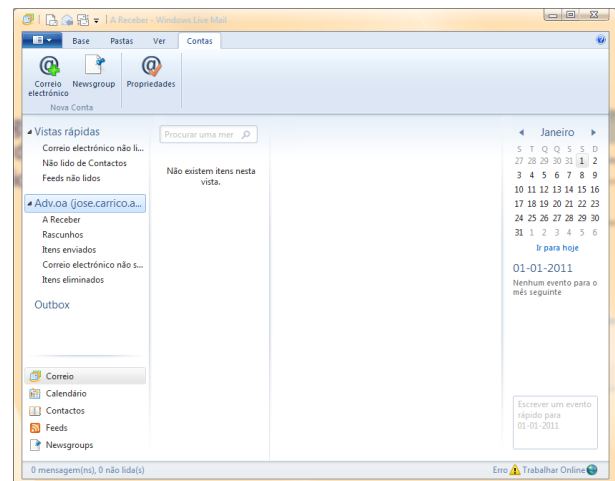 A Receber - Windows Live Mail
Base Pastas Ver Contas
Correio electrónico
Newsgroup
Propriedades
Nova Conta
Vistas rápidas
Correio electrónico não li...
Não lido de Contactos
Feeds não lidos
Adv.oa (jose.carrico.a...
A Receber
Rascunhos
Itens enviados
Correio electrónico não s...
Itens eliminados
Outbox
Correio
Calendário
Contactos
Feeds
Newsgroups
Procurar uma mer
Não existem itens nesta
vista.
Janeiro
S T Q Q S S D
27 28 29 30 31 1 2
3 4 5 6 7 8 9
10 11 12 13 14 15 16
17 18 19 20 21 22 23
24 25 26 27 28 29 30
31 1 2 3 4 5 6
Ir para hoje
01-01-2011
Nenhum evento para o
mês seguinte
Escrever um evento
rápido para
01-01-2011
0 mensagem(ns), 0 não lida(s)
Erro Trabalhar Online